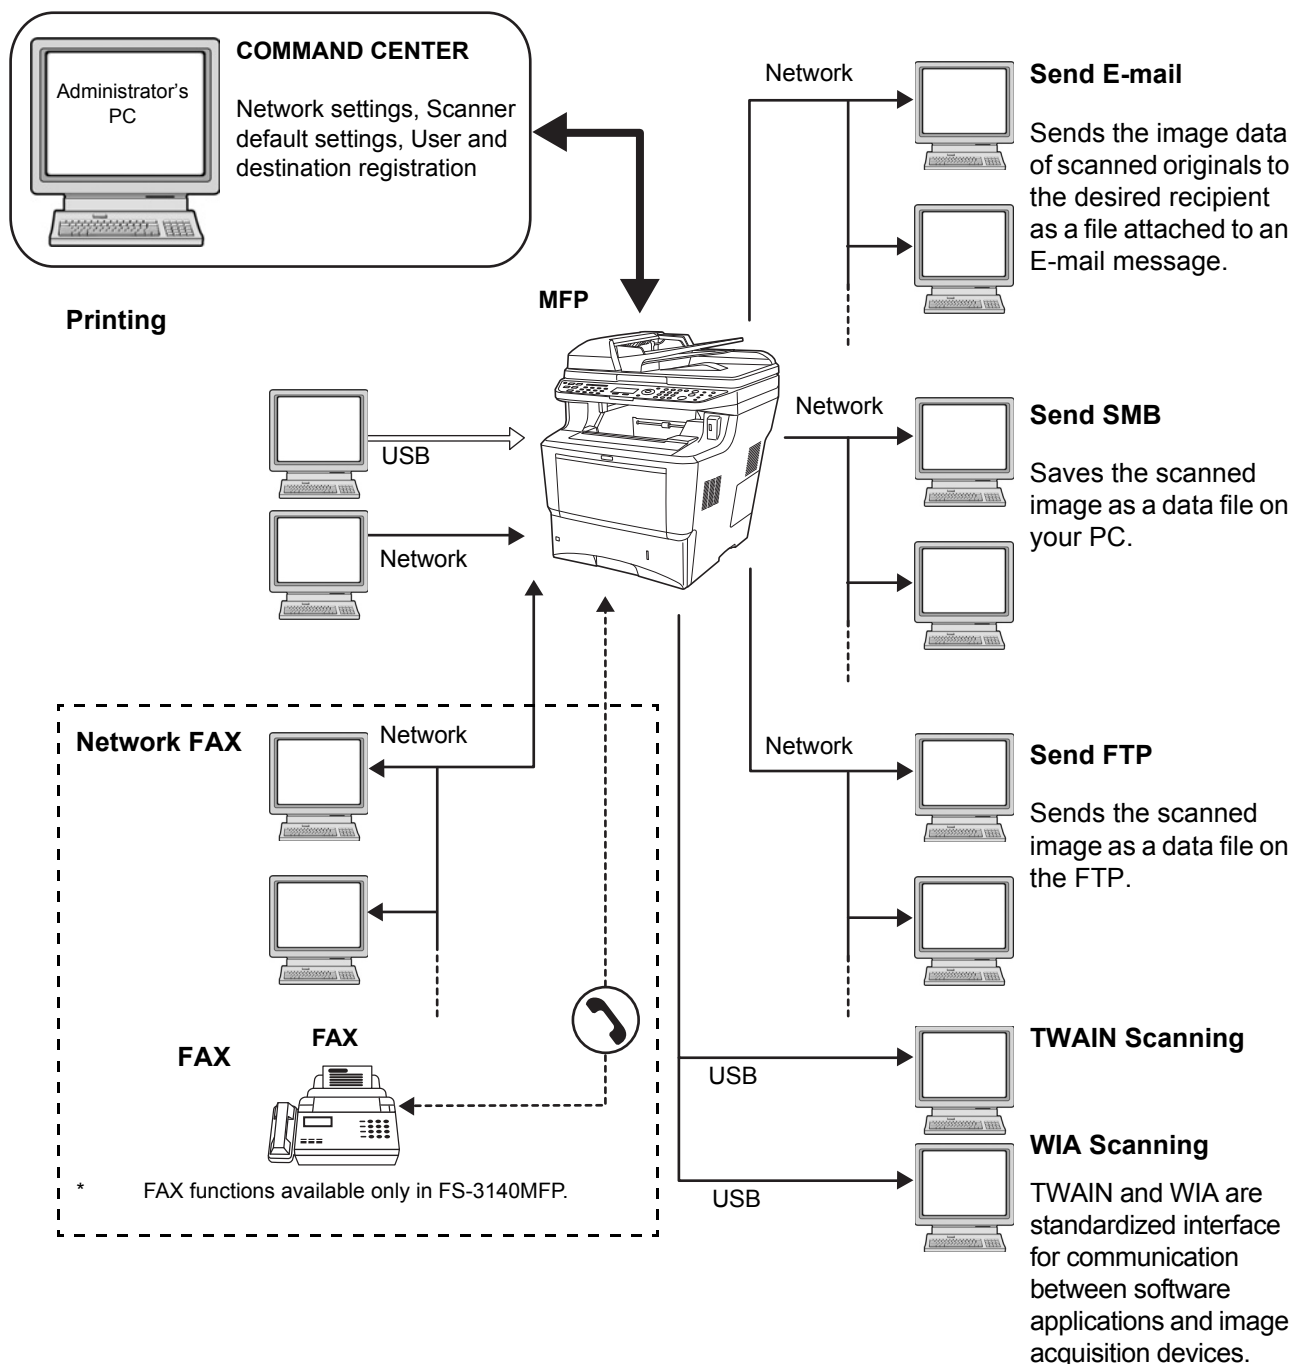 COMMAND CENTER
Administrator's
PC
Network settings, Scanner
default settings, User and
destination registration
Printing
MFP
USB
Network
Network
Send E-mail
Sends the image data
of scanned originals to
the desired recipient
as a file attached to an
E-mail message.
Network
Send SMB
Saves the scanned
image as a data file on
your PC.
Network FAX
Network
Network
Send FTP
Sends the scanned
image as a data file on
the FTP.
FAX
FAX
* FAX functions available only in FS-3140MFP.
USB
TWAIN Scanning
USB
WIA Scanning
TWAIN and WIA are
standardized interface
for communication
between software
applications and image
acquisition devices.